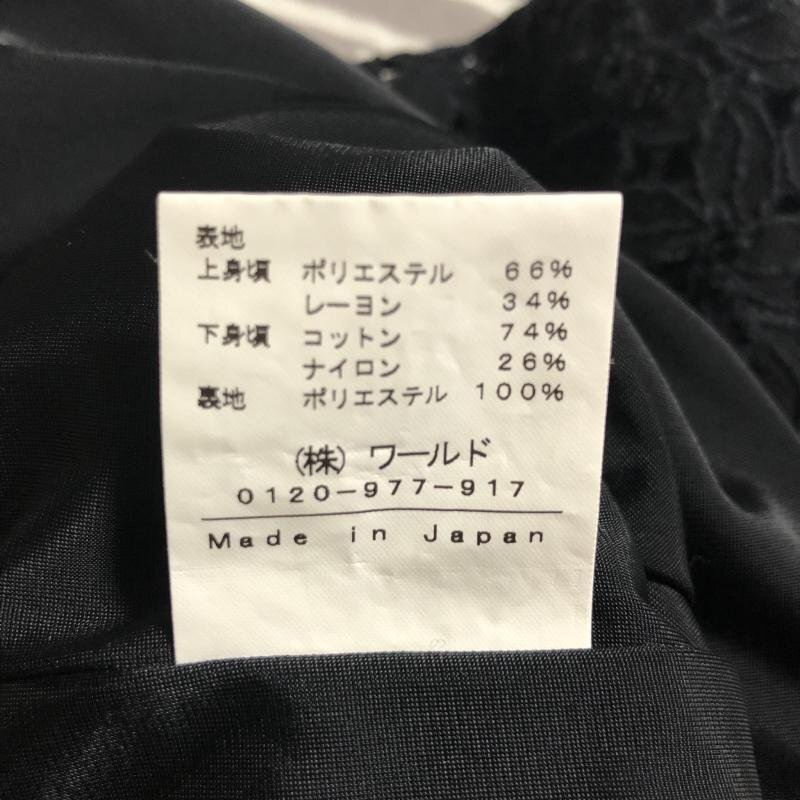 表地
上身頃 ポリエステル 66%
レーヨン 34%
下身頃 コットン 74%
ナイロン 26%
裏地 ポリエステル 100%
(株) ワールド
0120-977-917
Made in Japan